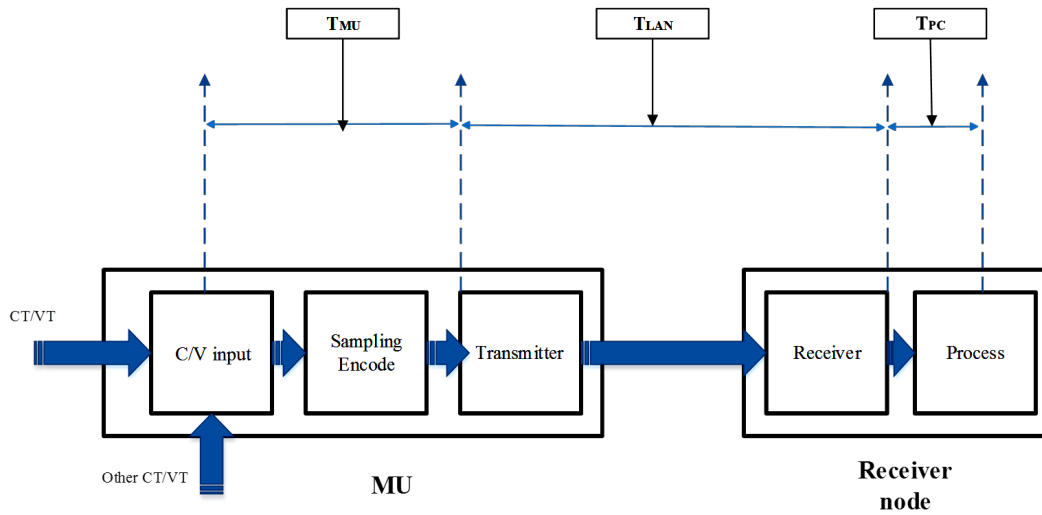 TMU
TLAN
TPC
CT/VT
C/V input
Sampling
Encode
Transmitter
Receiver
Process
Other CT/VT
MU
Receiver
node